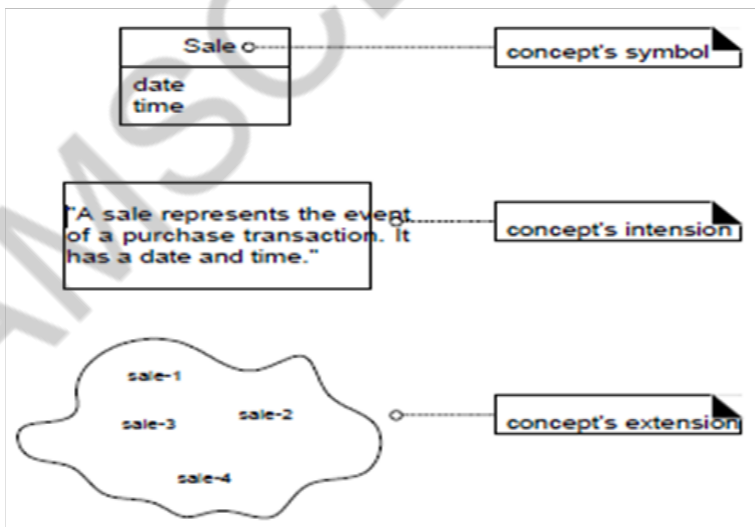 Sale
concept's symbol
date
time
"A sale represents the event
of a purchase transaction. It
has a date and time."
concept's intension
sale-1
sale-3
sale-2
sale-4
concept's extension